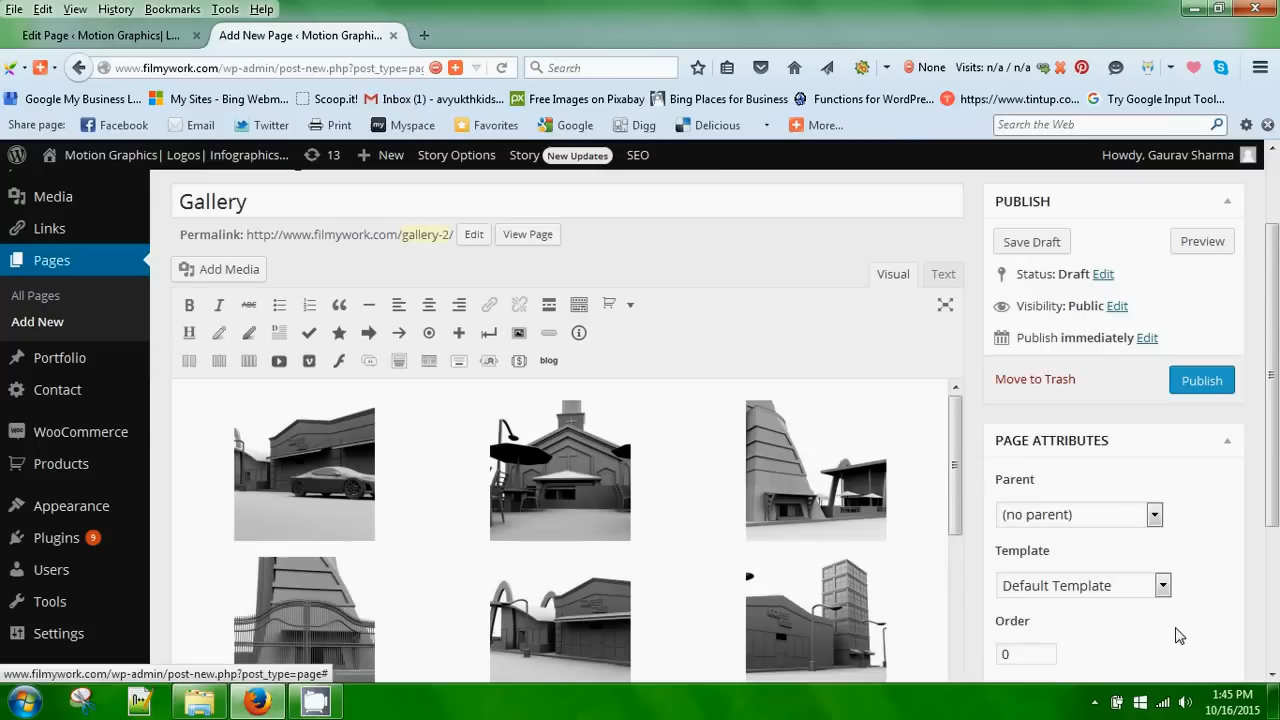 File Edit View History Bookmarks Tools Help
Edit Page ‹ Motion Graphics| L... × Add New Page ‹ Motion Graphi... × +
www.filmywork.com/wp-admin/post-new.php?post_type=pag Search None Visits: n/a / n/a
Google My Business L... My Sites - Bing Webm... Scoop.it! Inbox (1) - avyukthkids... Free Images on Pixabay Bing Places for Business Functions for WordPre... https://www.tintup.co... Try Google Input Tool...
Share page: Facebook Email Twitter Print Myspace Favorites Google Digg Delicious More... Search the Web
Motion Graphics| Logos| Infographics... 13 New Story Options Story New Updates SEO Howdy, Gaurav Sharma
Media
Links
Pages
All Pages
Add New
Portfolio
Contact
WooCommerce
Products
Appearance
Plugins 9
Users
Tools
Settings
Gallery
Permalink: http://www.filmywork.com/gallery-2/ Edit View Page
Add Media
Visual Text
B I ABC
H
blog
PUBLISH
Save Draft Preview
Status: Draft Edit
Visibility: Public Edit
Publish immediately Edit
Move to Trash Publish
PAGE ATTRIBUTES
Parent
(no parent)
Template
Default Template
Order
0
www.filmywork.com/wp-admin/post-new.php?post_type=page#
1:45 PM
10/16/2015